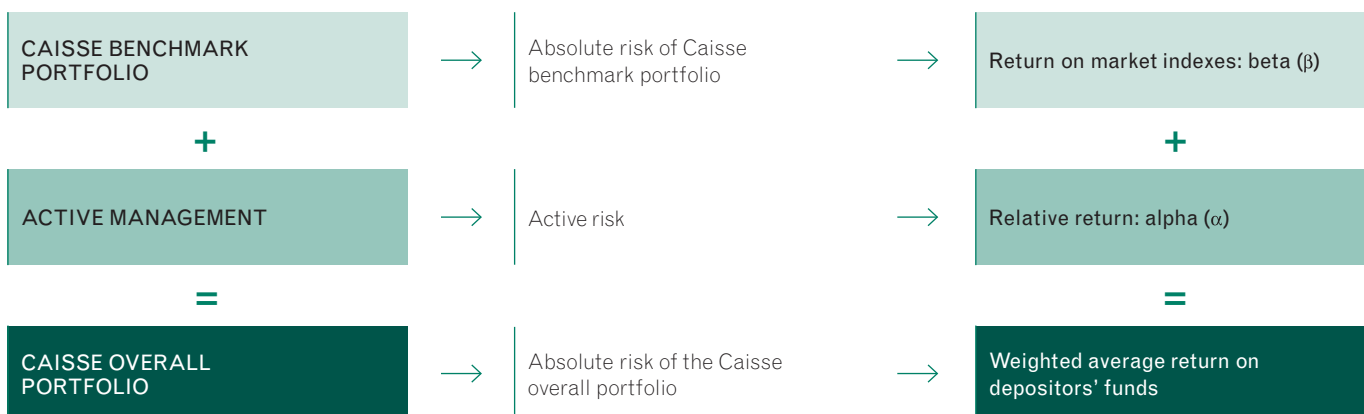 CAISSE BENCHMARK
PORTFOLIO
Absolute risk of Caisse
benchmark portfolio
Return on market indexes: beta (β)
+
+
ACTIVE MANAGEMENT
Active risk
Relative return: alpha (α)
=
=
CAISSE OVERALL
PORTFOLIO
Absolute risk of the Caisse
overall portfolio
Weighted average return on
depositors’ funds